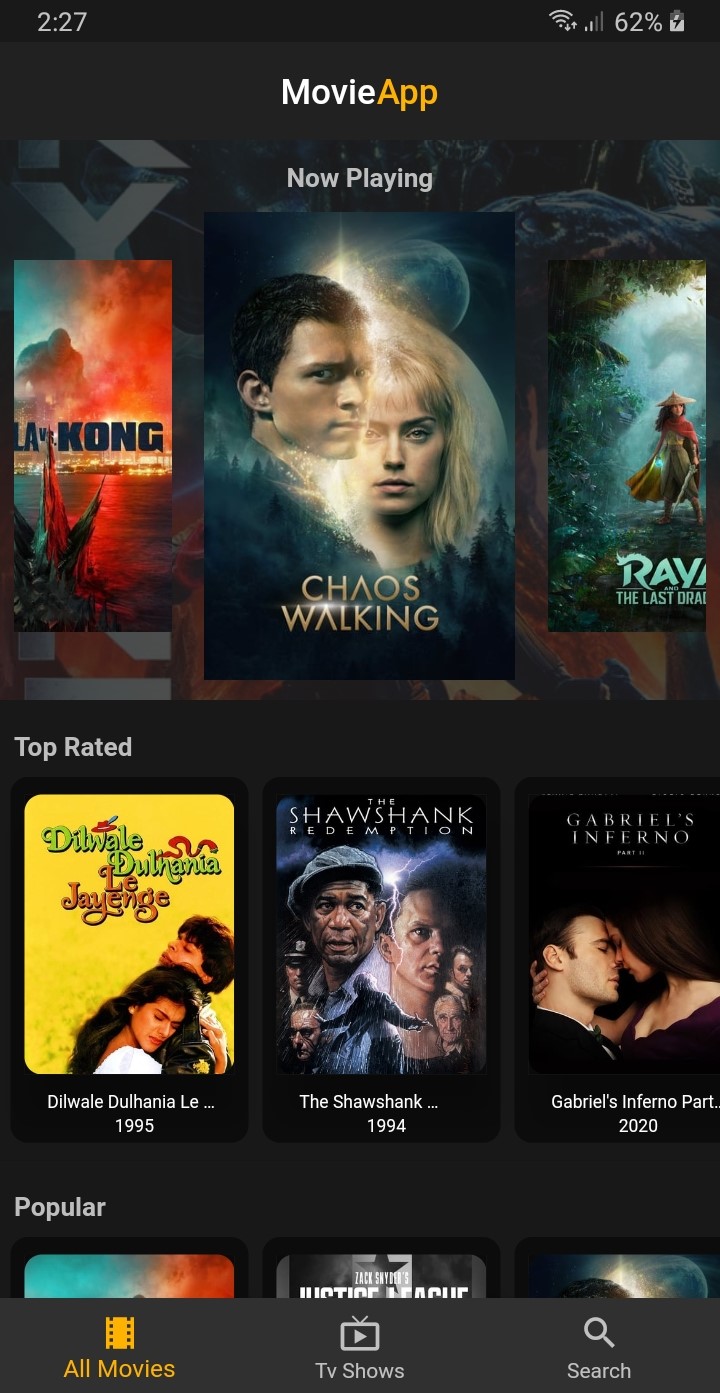 2:27
62%
MovieApp
Now Playing
LA vs. KONG
CHAOS
WALKING
RAYA
AND
THE LAST DRAG
Top Rated
Dilwale
Dulhania
Le
Jayenge
THE
SHAWSHANK
REDEMPTION
GABRIEL'S
INFERNO
PART II
Dilwale Dulhania Le ...
1995
The Shawshank ...
1994
Gabriel's Inferno Part..
2020
Popular
ZACK SNYDER'S
JUSTICE LEAGUE
All Movies
Tv Shows
Search